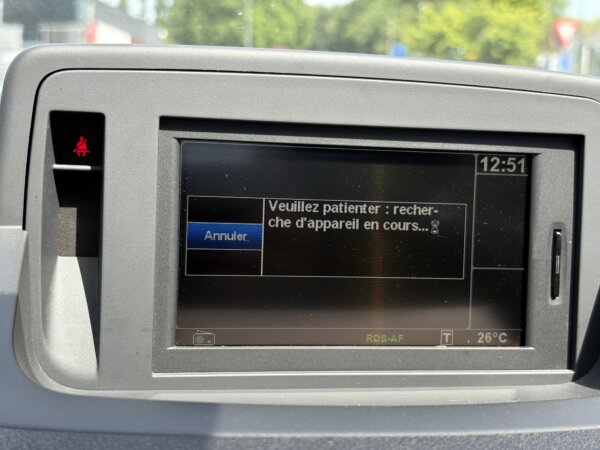 12:51
Veuillez patienter : recher-
che d'appareil en cours...
Annuler
RDS-AF
T
26°C